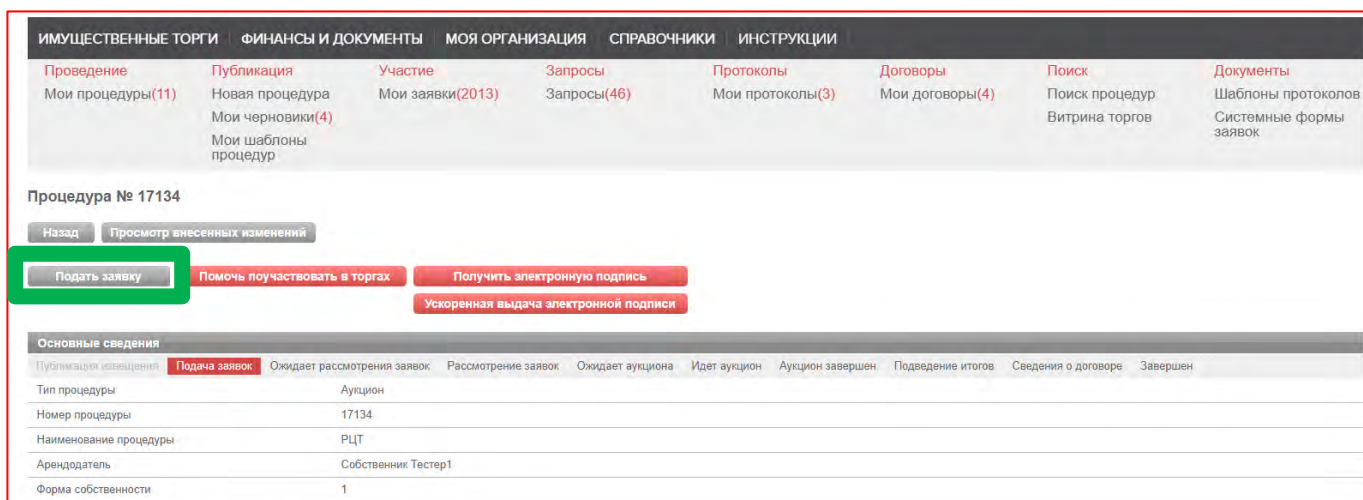 ИМУЩЕСТВЕННЫЕ ТОРГИ ФИНАНСЫ И ДОКУМЕНТЫ МОЯ ОРГАНИЗАЦИЯ СПРАВОЧНИКИ ИНСТРУКЦИИ
Проведение Публикация Участие Запросы Протоколы Договоры Поиск Документы
Мои процедуры(11) Новая процедура Мои заявки(2013) Запросы(46) Мои протоколы(3) Мои договоры(4) Поиск процедур Шаблоны протоколов
Мои черновики(4) Витрина торгов Системные формы
заявок
Мои шаблоны
процедур
Процедура № 17134
Назад Просмотр внесенных изменений
Подать заявку Помочь поучаствовать в торгах Получить электронную подпись
Ускоренная выдача электронной подписи
Основные сведения
Публикация извещения Подача заявок Ожидает рассмотрения заявок Рассмотрение заявок Ожидает аукциона Идет аукцион Аукцион завершен Подведение итогов Сведения о договоре Завершен
Тип процедуры Аукцион
Номер процедуры 17134
Наименование процедуры РЦТ
Арендодатель Собственник Тестер1
Форма собственности 1